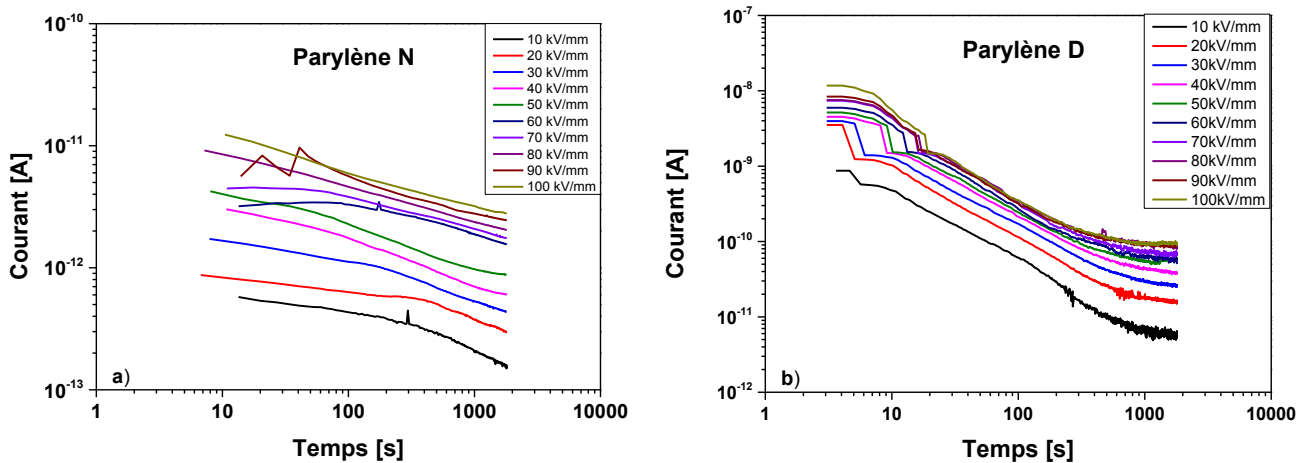 Parylène N
10 kV/mm
20 kV/mm
30 kV/mm
40 kV/mm
50 kV/mm
60 kV/mm
70 kV/mm
80 kV/mm
90 kV/mm
100 kV/mm
Courant [A]
10-10
10-11
10-12
10-13
a)
1
10
100
1000
10000
Temps [s]
Parylène D
10 kV/mm
20kV/mm
30kV/mm
40kV/mm
50kV/mm
60kV/mm
70kV/mm
80kV/mm
90kV/mm
100kV/mm
Courant [A]
10-7
10-8
10-9
10-10
10-11
10-12
b)
1
10
100
1000
10000
Temps [s]